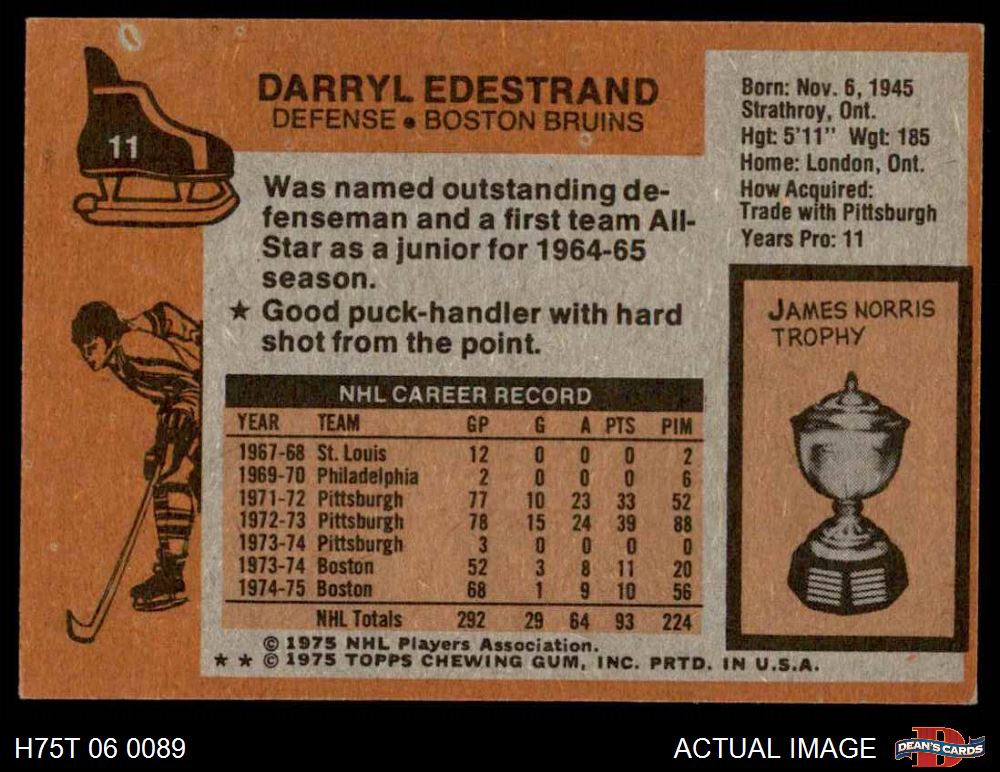 11
DARRYL EDESTRAND
DEFENSE • BOSTON BRUINS
Born: Nov. 6, 1945
Strathroy, Ont.
Hgt: 5'11" Wgt: 185
Home: London, Ont.
How Acquired:
Trade with Pittsburgh
Years Pro: 11
Was named outstanding de-
fenseman and a first team All-
Star as a junior for 1964-65
season.
★ Good puck-handler with hard
shot from the point.
JAMES NORRIS
TROPHY
NHL CAREER RECORD
YEAR TEAM GP G A PTS PIM
1967-68 St. Louis 12 0 0 0 2
1969-70 Philadelphia 2 0 0 0 6
1971-72 Pittsburgh 77 10 23 33 52
1972-73 Pittsburgh 78 15 24 39 88
1973-74 Pittsburgh 3 0 0 0 0
1973-74 Boston 52 3 8 11 20
1974-75 Boston 68 1 9 10 56
NHL Totals 292 29 64 93 224
© 1975 NHL Players Association.
★ ★ © 1975 TOPPS CHEWING GUM, INC. PRTD. IN U.S.A.
H75T 06 0089
ACTUAL IMAGE
D
DEAN'S CARDS